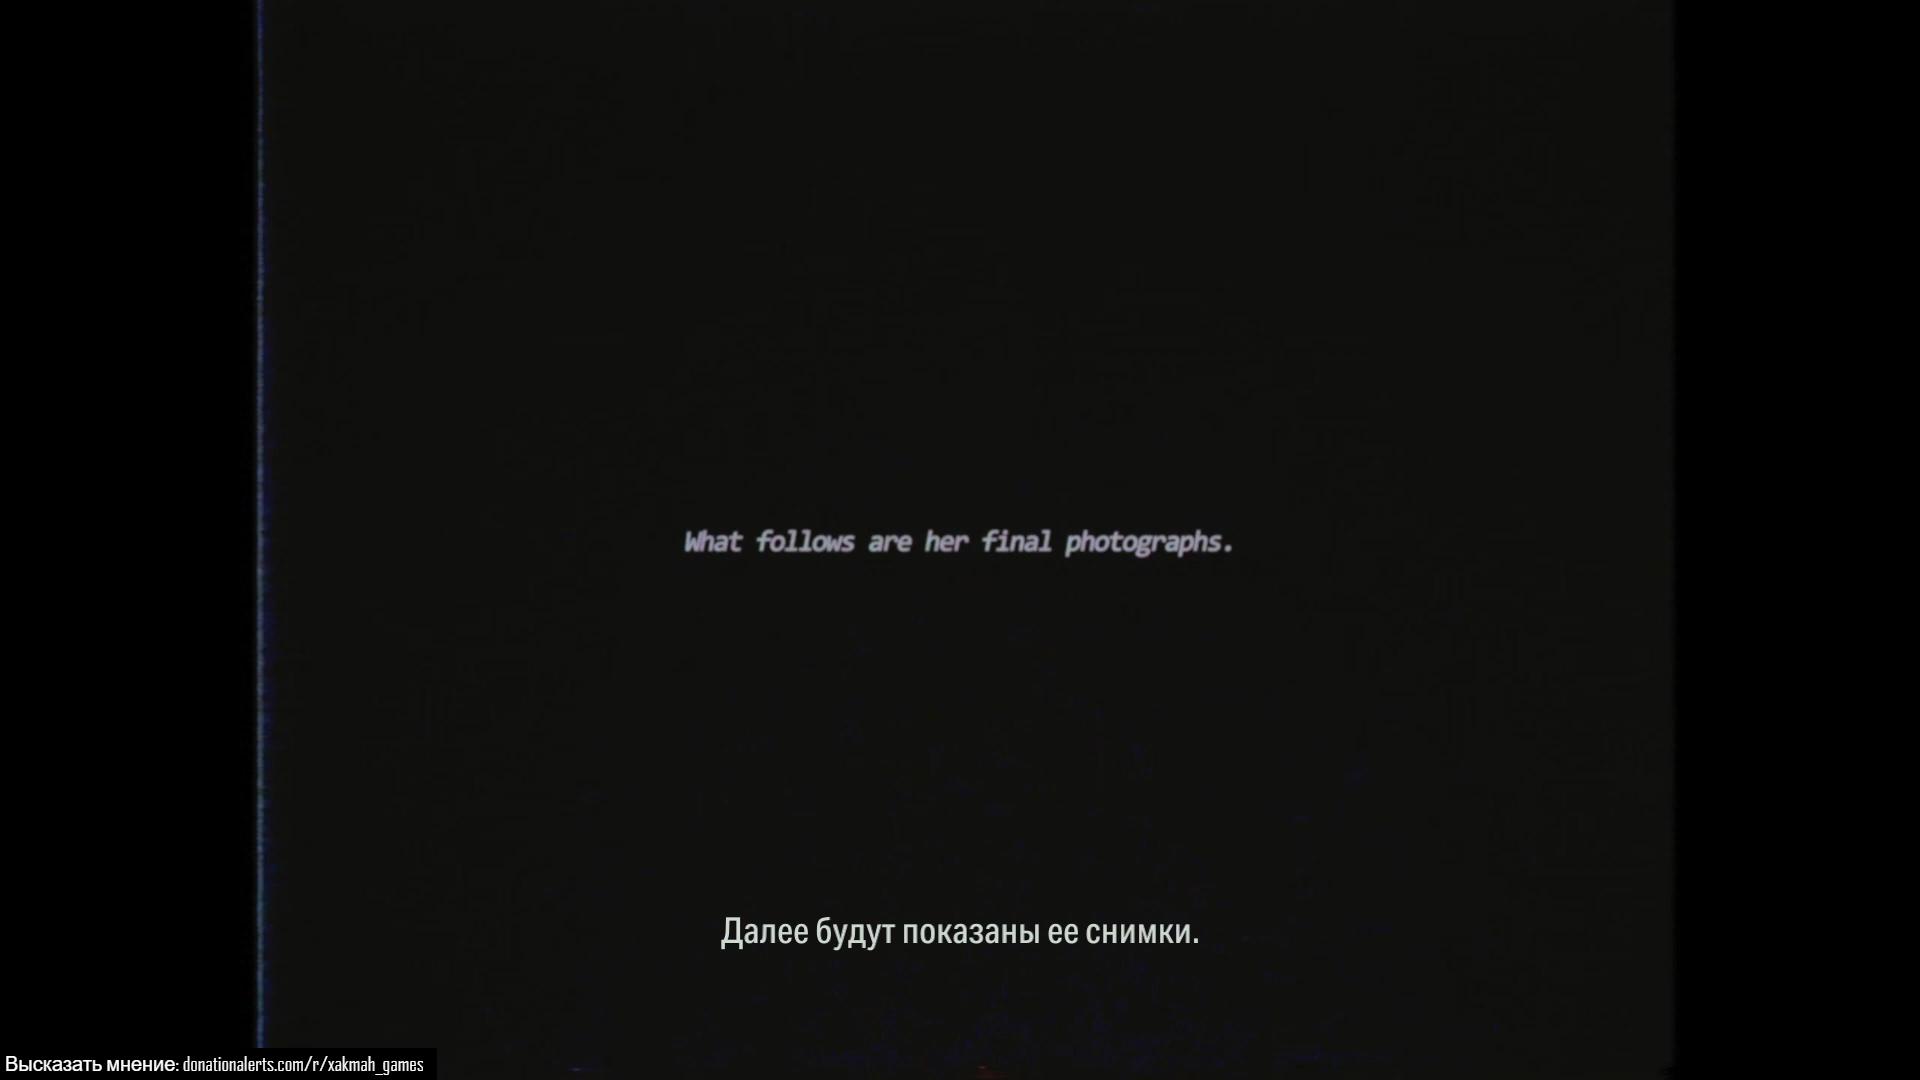 What follows are her final photographs.
Далее будут показаны ее снимки.
Высказать мнение: donationalerts.com/r/xakmah_games